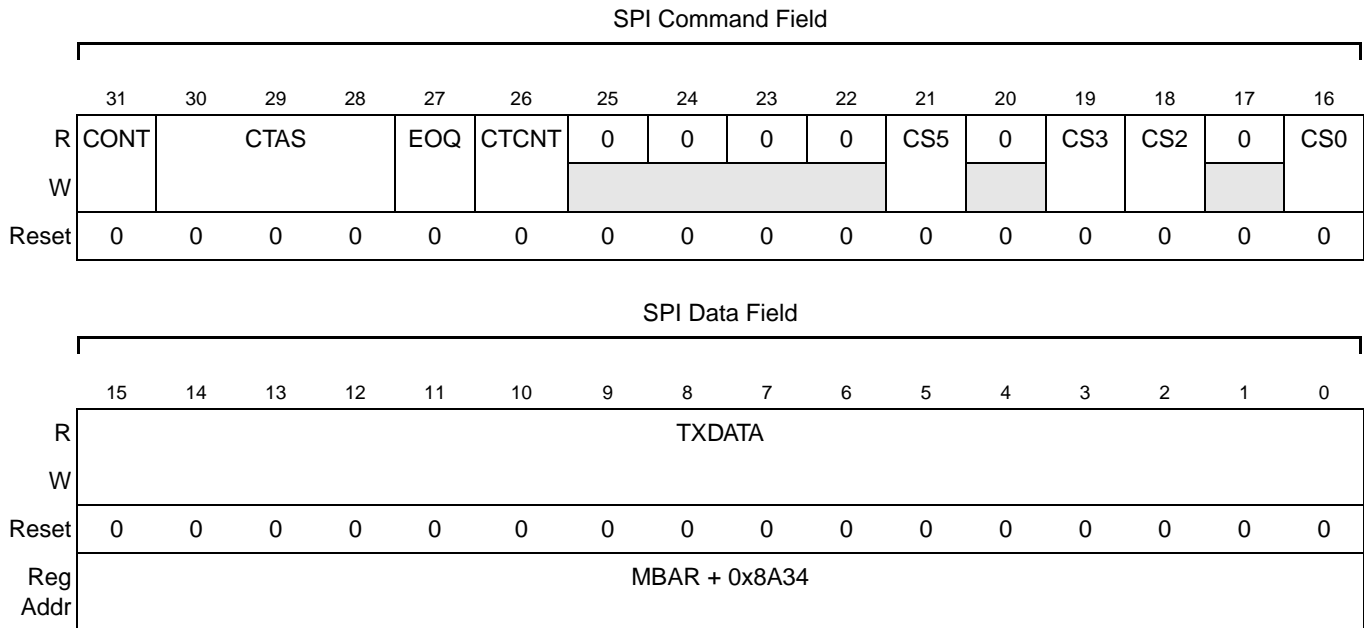 SPI Command Field
31 30 29 28 27 26 25 24 23 22 21 20 19 18 17 16
R CONT CTAS EOQ CTCNT 0 0 0 0 CS5 0 CS3 CS2 0 CS0
W
Reset 0 0 0 0 0 0 0 0 0 0 0 0 0 0 0 0
SPI Data Field
15 14 13 12 11 10 9 8 7 6 5 4 3 2 1 0
R TXDATA
W
Reset 0 0 0 0 0 0 0 0 0 0 0 0 0 0 0 0
Reg MBAR + 0x8A34
Addr